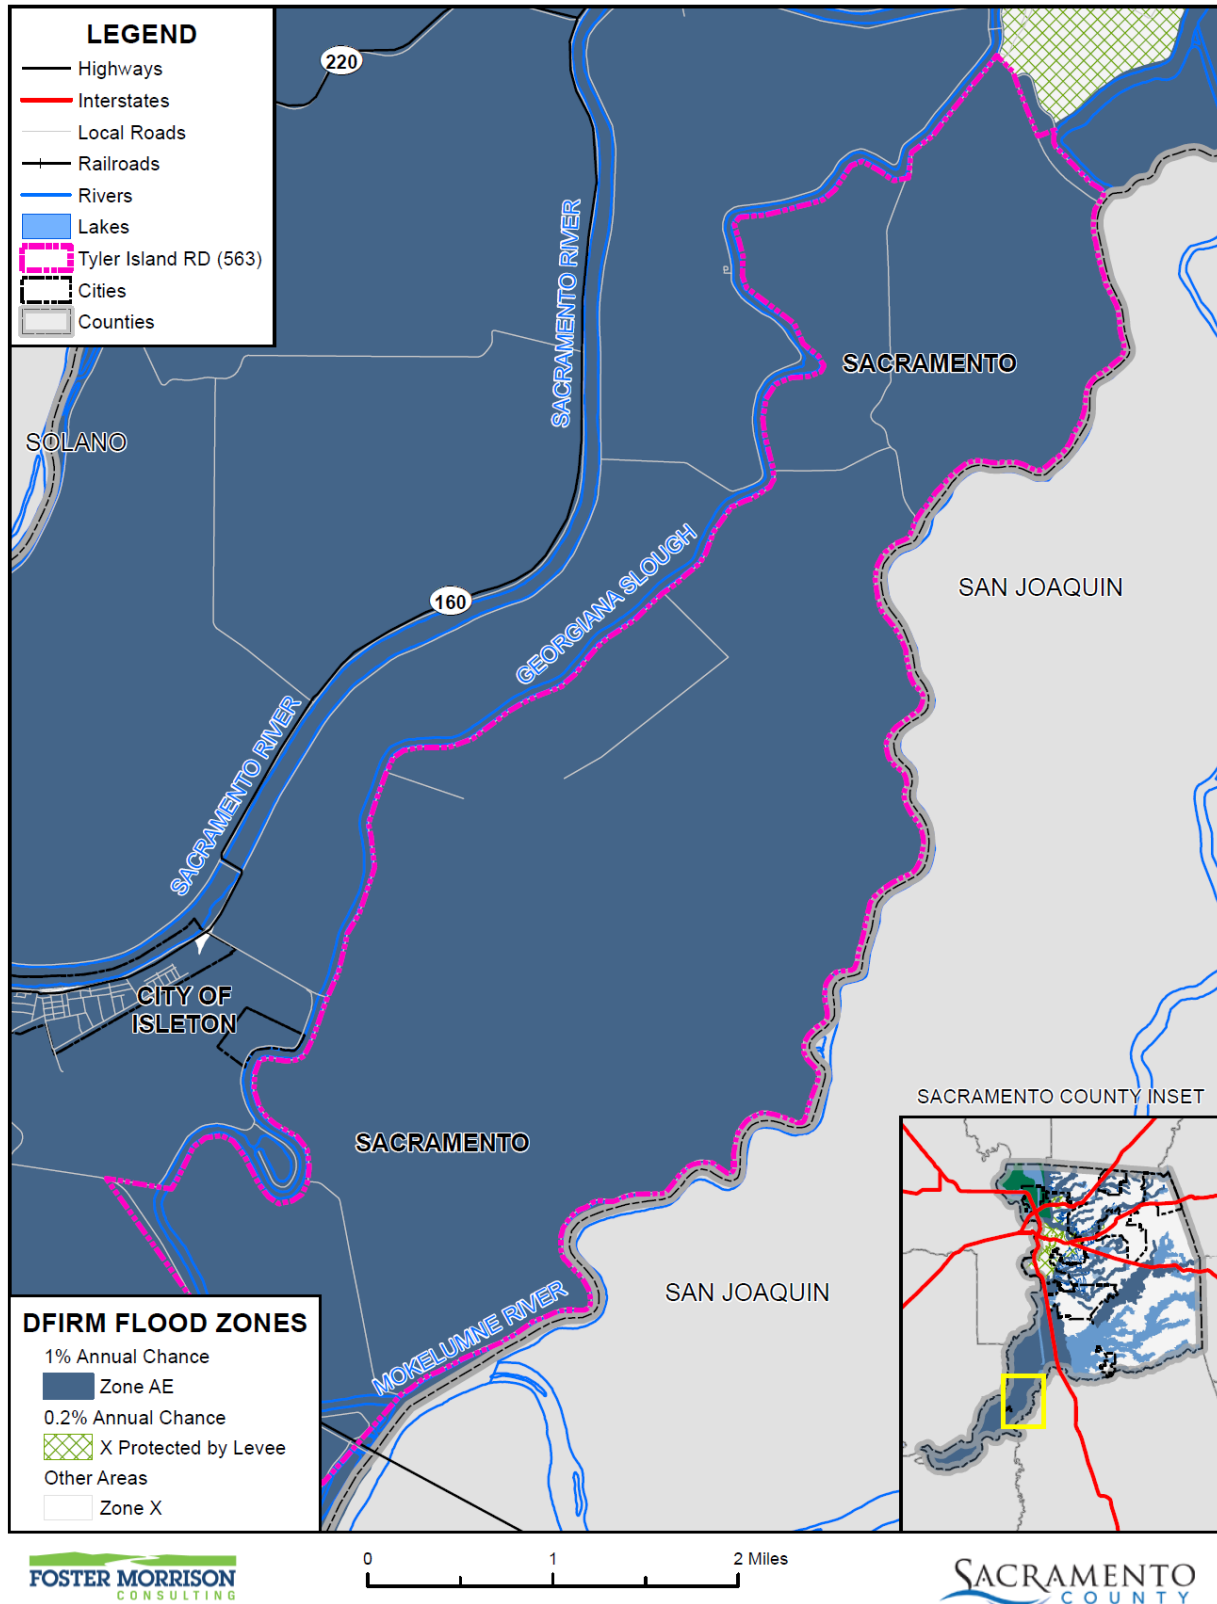 LEGEND
Highways
Interstates
Local Roads
Railroads
Rivers
Lakes
Tyler Island RD (563)
Cities
Counties
220
SACRAMENTO RIVER
SACRAMENTO
SOLANO
160
GEORGIANA SLOUGH
SAN JOAQUIN
SACRAMENTO RIVER
CITY OF
ISLETON
SACRAMENTO
SAN JOAQUIN
MOKELUMNE RIVER
SACRAMENTO COUNTY INSET
DFIRM FLOOD ZONES
1% Annual Chance
Zone AE
0.2% Annual Chance
X Protected by Levee
Other Areas
Zone X
FOSTER MORRISON
CONSULTING
0 1 2 Miles
SACRAMENTO
COUNTY